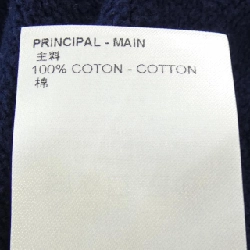 PRINCIPAL - MAIN
主料
100% COTON - COTTON
棉